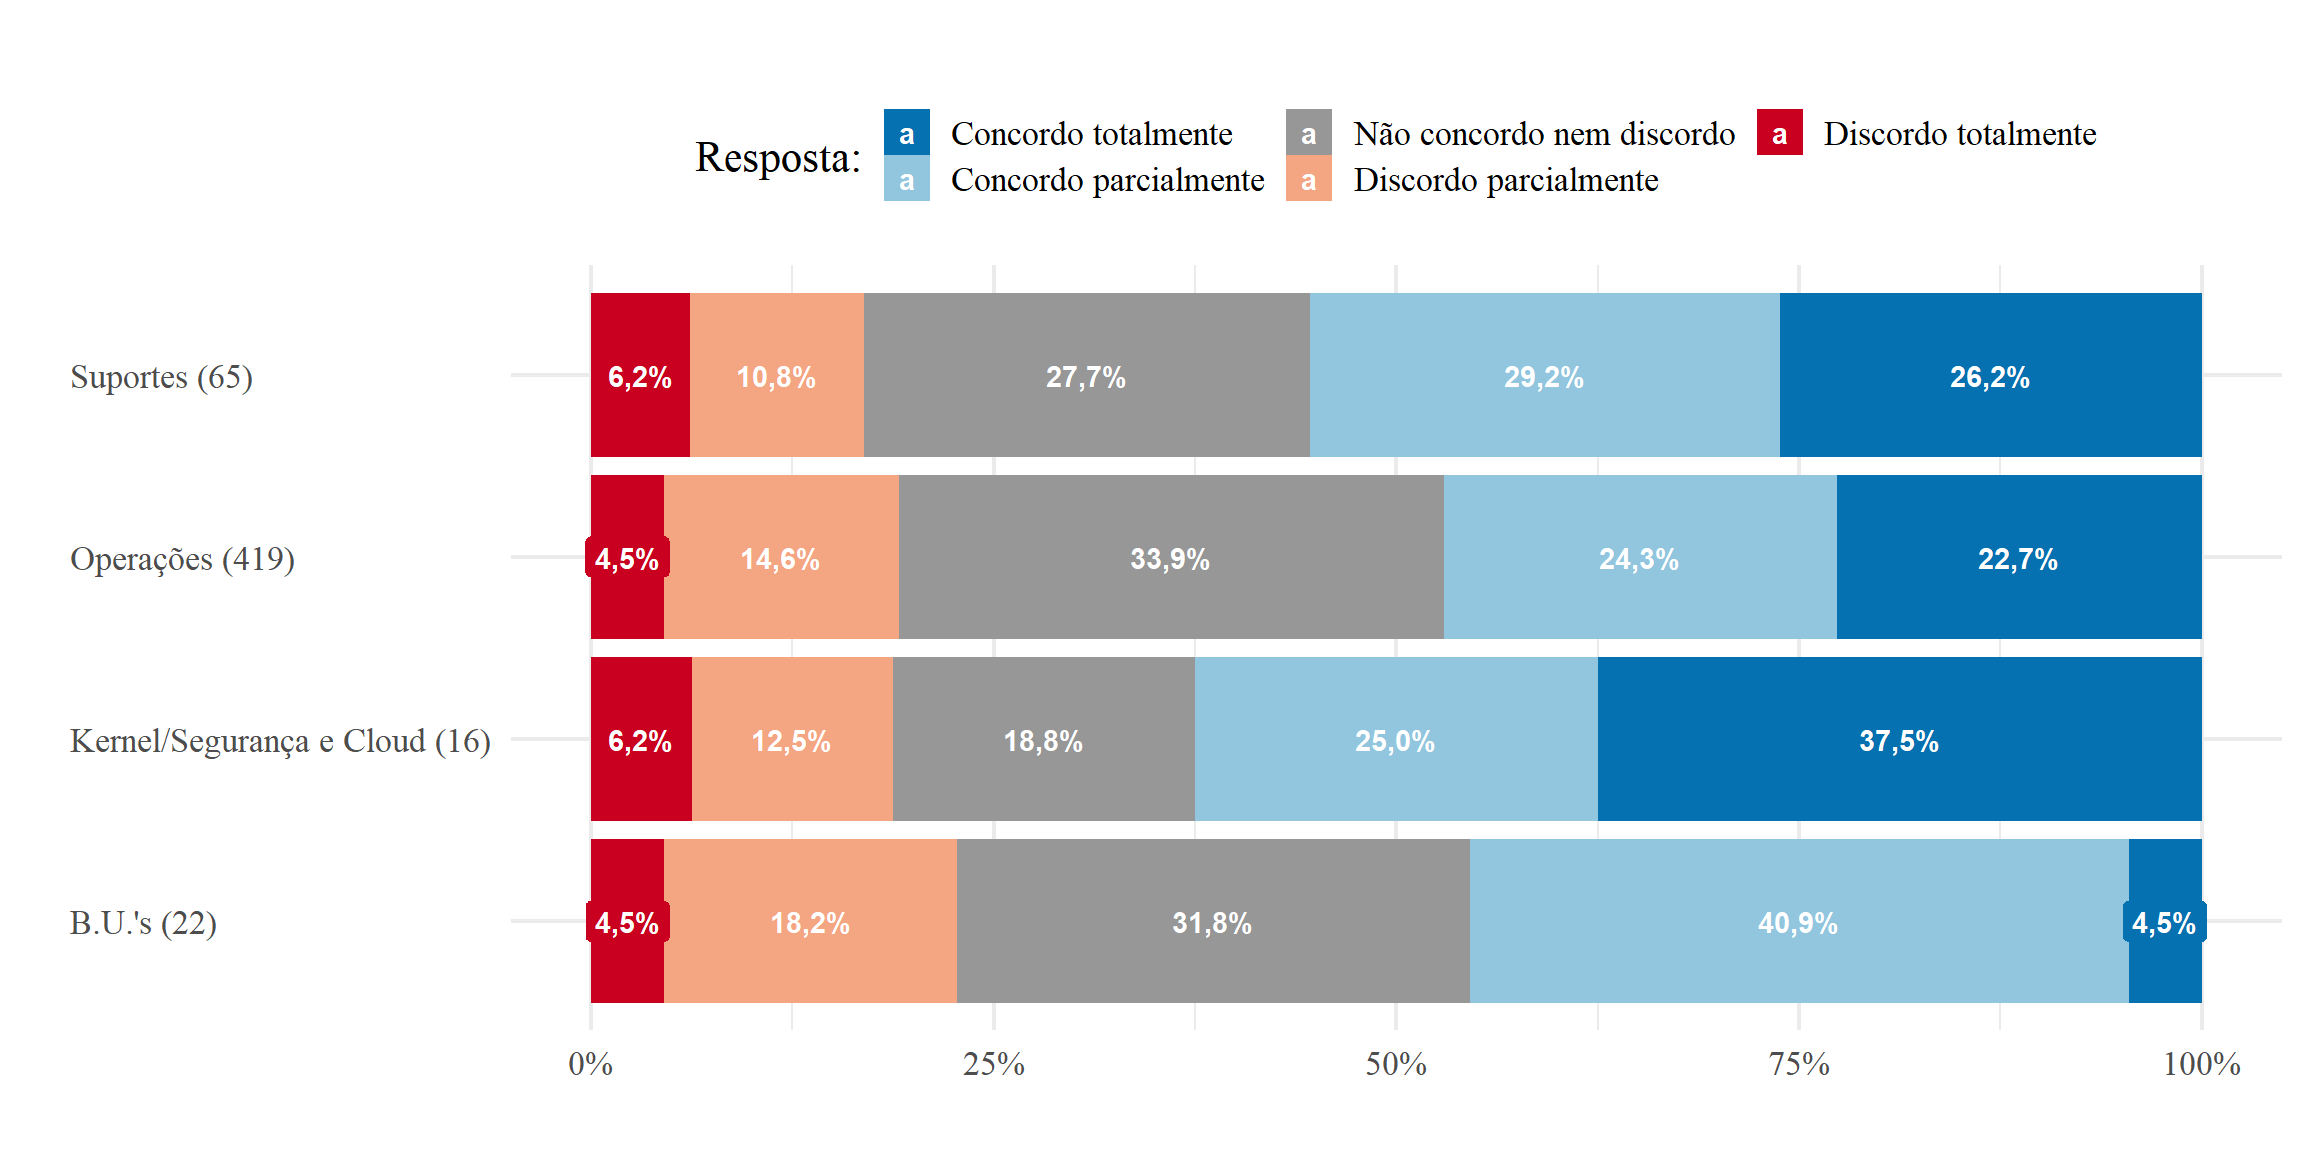 Resposta:
a Concordo totalmente a Não concordo nem discordo a Discordo totalmente
a Concordo parcialmente a Discordo parcialmente
Suportes (65) 6,2% 10,8% 27,7% 29,2% 26,2%
Operações (419) 4,5% 14,6% 33,9% 24,3% 22,7%
Kernel/Segurança e Cloud (16) 6,2% 12,5% 18,8% 25,0% 37,5%
B.U.'s (22) 4,5% 18,2% 31,8% 40,9% 4,5%
0% 25% 50% 75% 100%